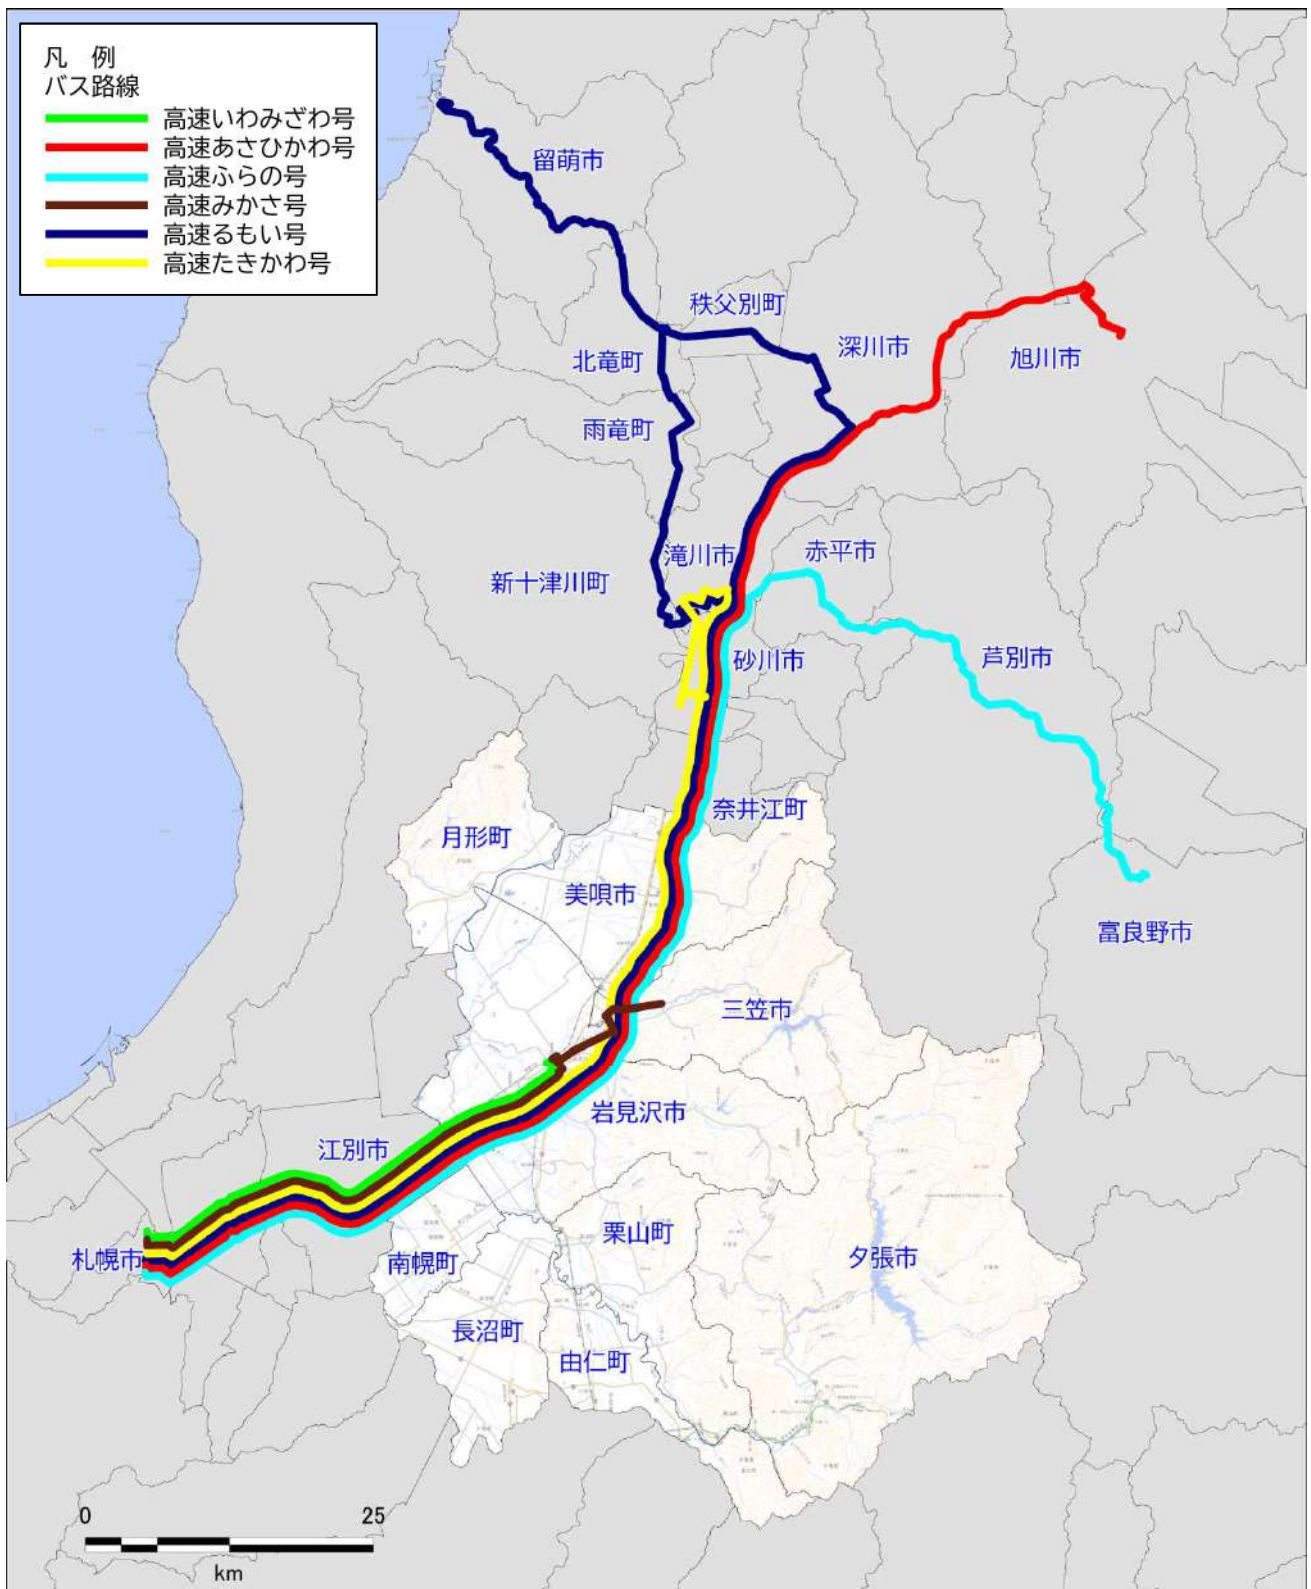 凡　例
バス路線
高速いわみざわ号
高速あさひかわ号
高速ふらの号
高速みかさ号
高速るもい号
高速たきかわ号
留萌市
秩父別町
深川市
旭川市
北竜町
雨竜町
滝川市
赤平市
新十津川町
砂川市
芦別市
奈井江町
月形町
美唄市
富良野市
三笠市
岩見沢市
江別市
栗山町
札幌市
南幌町
夕張市
長沼町
由仁町
0 25
km